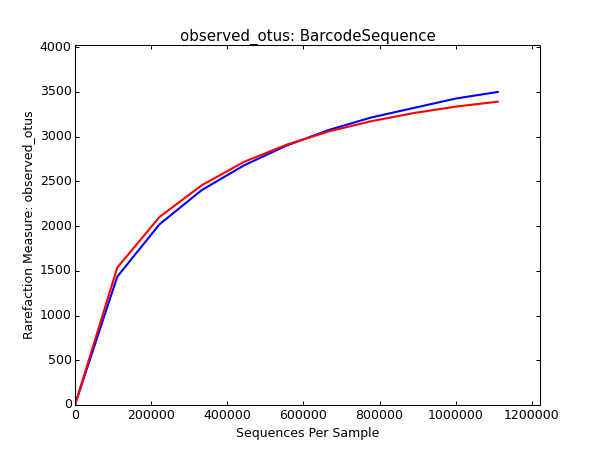 observed_otus: BarcodeSequence
4000
3500
3000
2500
2000
1500
1000
500
0
Rarefaction Measure: observed_otus
0 200000 400000 600000 800000 1000000 1200000
Sequences Per Sample